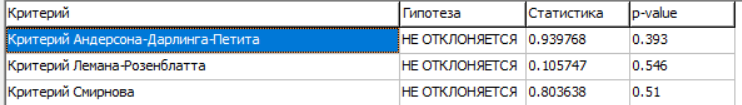 Критерий Гипотеза Статистика p-value
Критерий Андерсона-Дарлинга-Петита НЕ ОТКЛОНЯЕТСЯ 0.939768 0.393
Критерий Лемана-Розенблатта НЕ ОТКЛОНЯЕТСЯ 0.105747 0.546
Критерий Смирнова НЕ ОТКЛОНЯЕТСЯ 0.803638 0.51